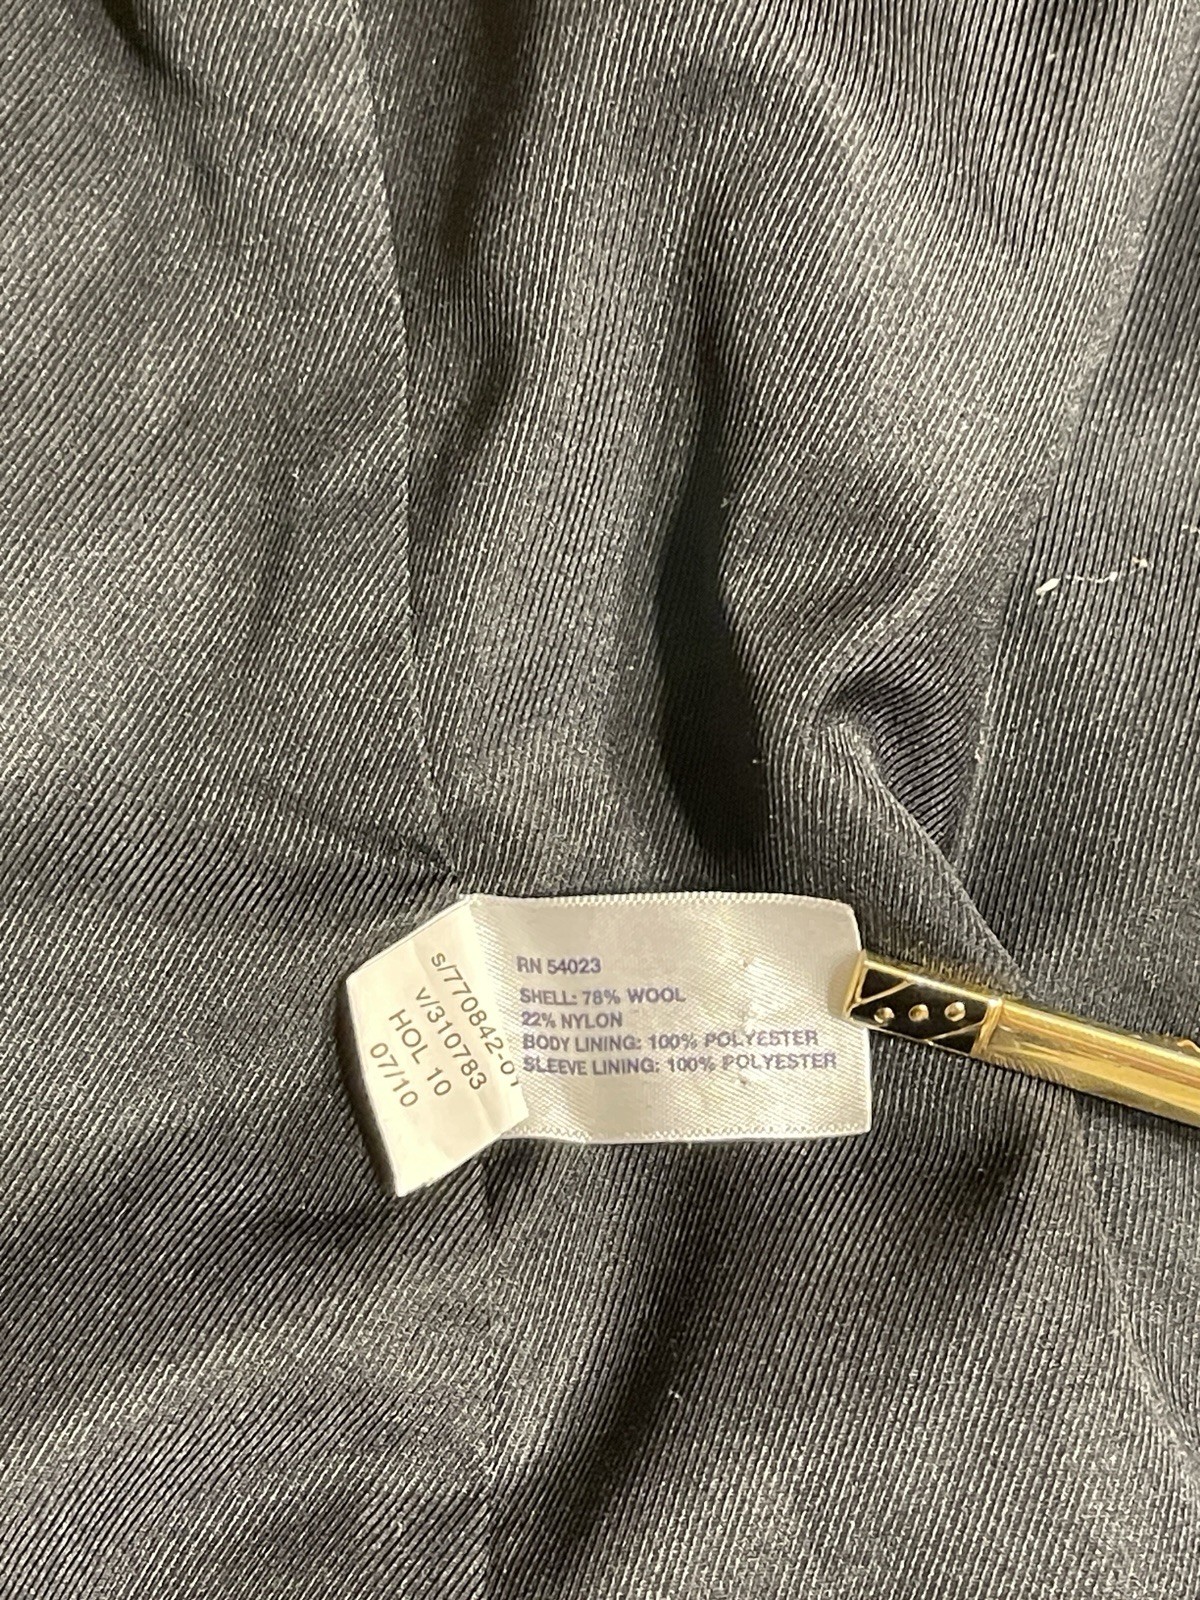 s/770842-01
v/310783
HOL 10
07/10
RN 54023
SHELL: 78% WOOL
22% NYLON
BODY LINING: 100% POLYESTER
SLEEVE LINING: 100% POLYESTER